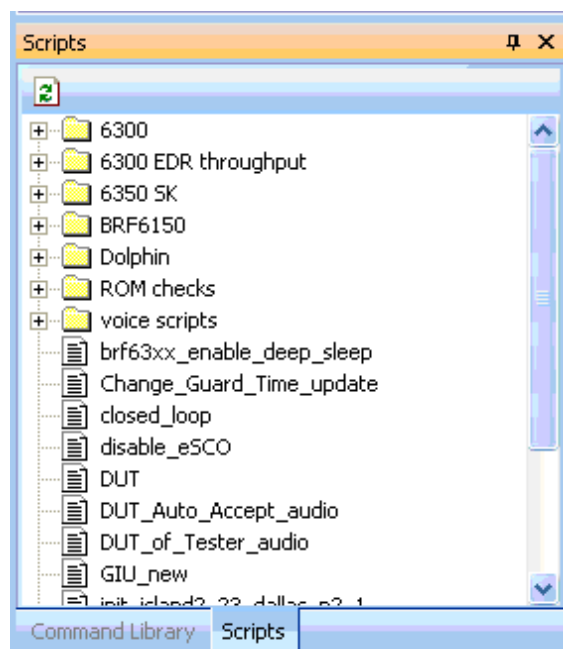 Scripts
6300
6300 EDR throughput
6350 SK
BRF6150
Dolphin
ROM checks
voice scripts
brf63xx_enable_deep_sleep
Change_Guard_Time_update
closed_loop
disable_eSCO
DUT
DUT_Auto_Accept_audio
DUT_of_Tester_audio
GIU_new
Command Library Scripts